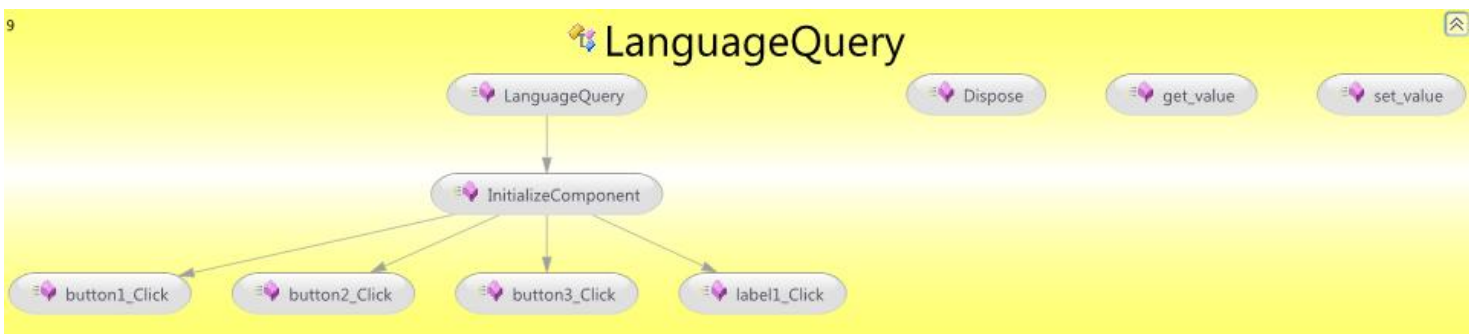 9
LanguageQuery
LanguageQuery Dispose get_value set_value
InitializeComponent
button1_Click button2_Click button3_Click label1_Click